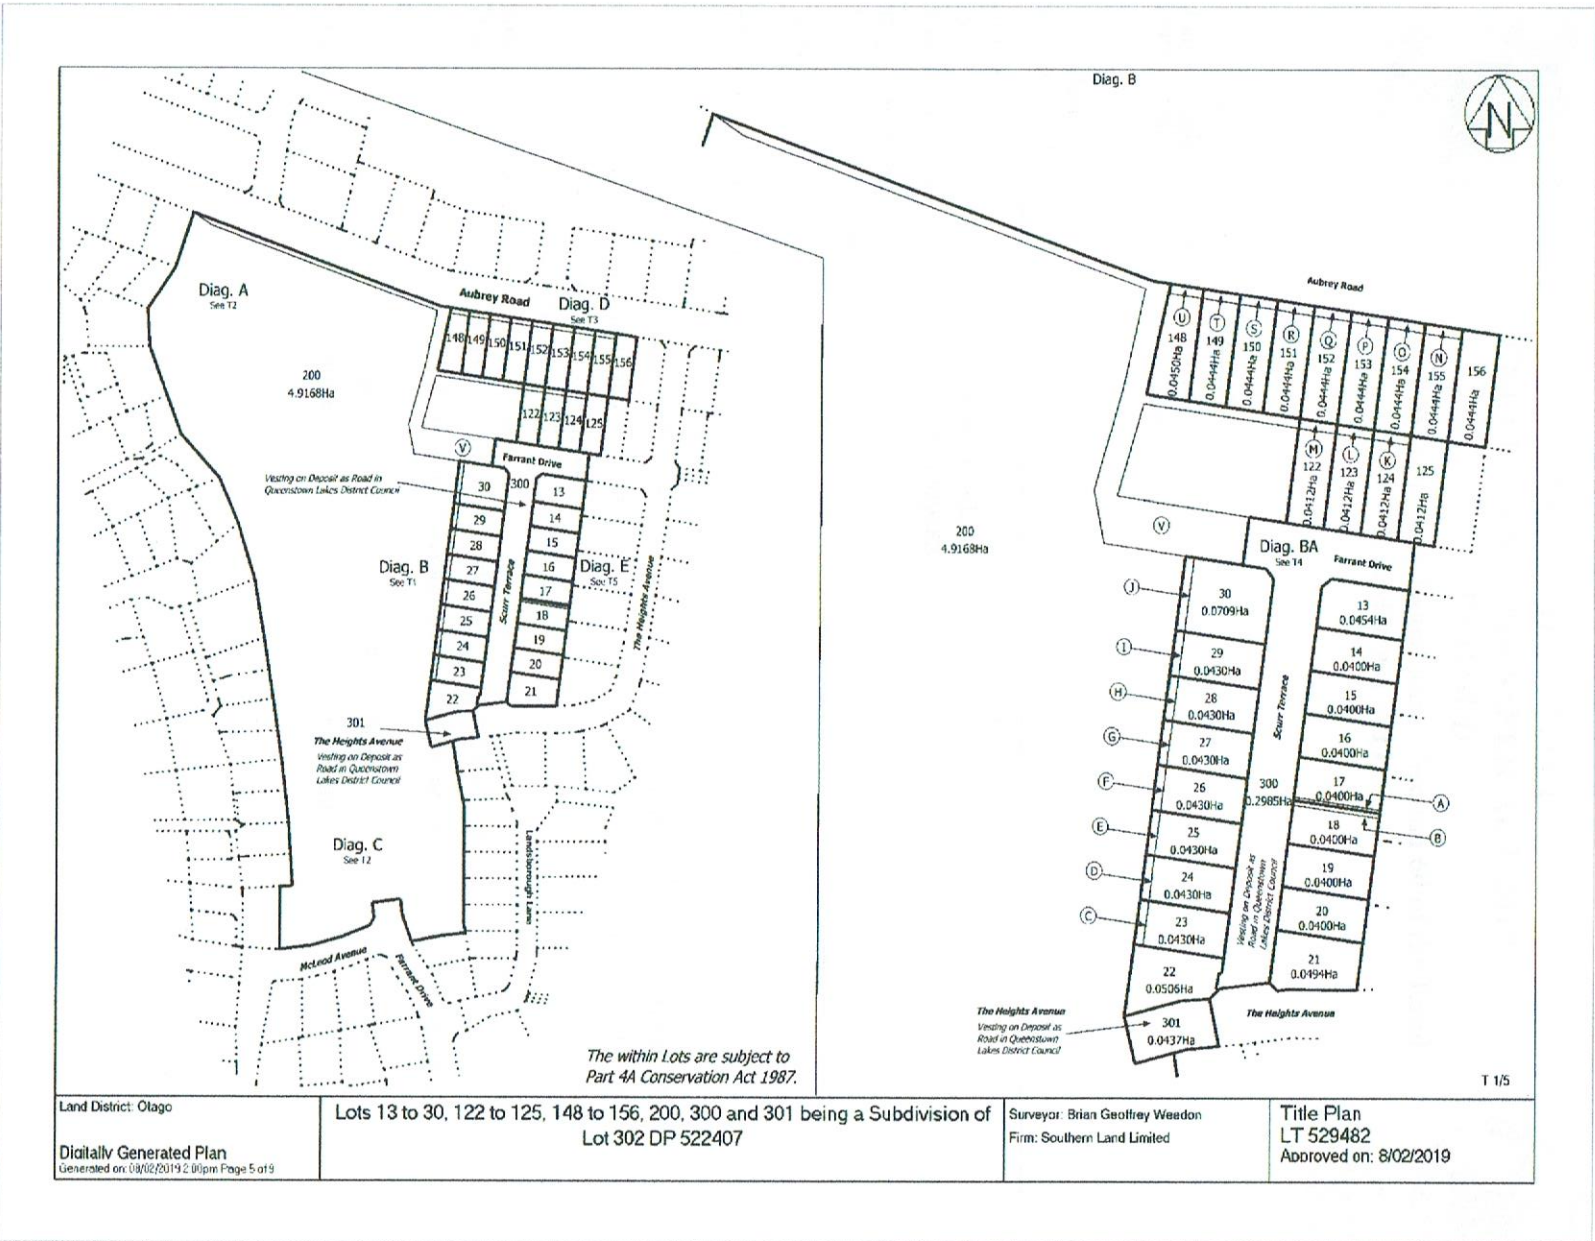 Diag. B
N
Diag. A
See T2
Aubrey Road
Diag. D
See T3
148 149 150 151 152 153 154 155 156
200
4.9168Ha
122 123 124 125
V
Farrant Drive
Vesting on Deposit as Road in
Queenstown Lakes District Council
30
300
13
29
14
28
15
Diag. B
See T1
27
16
Diag. E
See T5
26
17
25
18
24
19
23
20
22
21
Scurr Terrace
The Heights Avenue
301
The Heights Avenue
Vesting on Deposit as
Road in Queenstown
Lakes District Council
Diag. C
See T2
Landsborough Lane
McLeod Avenue
Farrant Drive
The within Lots are subject to
Part 4A Conservation Act 1987.
Aubrey Road
U T S R Q P O N
148
0.0450Ha
149
0.0444Ha
150
0.0444Ha
151
0.0444Ha
152
0.0444Ha
153
0.0444Ha
154
0.0444Ha
155
0.0444Ha
156
0.0444Ha
M L K
122
0.0412Ha
123
0.0412Ha
124
0.0412Ha
125
0.0412Ha
200
4.9168Ha
V
Diag. BA
See T4
Farrant Drive
J
30
0.0709Ha
13
0.0454Ha
I
29
0.0430Ha
14
0.0400Ha
H
28
0.0430Ha
15
0.0400Ha
G
27
0.0430Ha
16
0.0400Ha
F
26
0.0430Ha
300
0.2985Ha
17
0.0400Ha
A
E
25
0.0430Ha
18
0.0400Ha
B
D
24
0.0430Ha
19
0.0400Ha
C
23
0.0430Ha
20
0.0400Ha
22
0.0506Ha
21
0.0494Ha
Scurr Terrace
Vesting on Deposit as
Road in Queenstown
Lakes District Council
The Heights Avenue
Vesting on Deposit as
Road in Queenstown
Lakes District Council
301
0.0437Ha
The Heights Avenue
T 1/5
Land District: Otago
Digitally Generated Plan
Generated on: 08/02/2019 2:00pm Page 5 of 9
Lots 13 to 30, 122 to 125, 148 to 156, 200, 300 and 301 being a Subdivision of
Lot 302 DP 522407
Surveyor: Brian Geoffrey Weedon
Firm: Southern Land Limited
Title Plan
LT 529482
Approved on: 8/02/2019